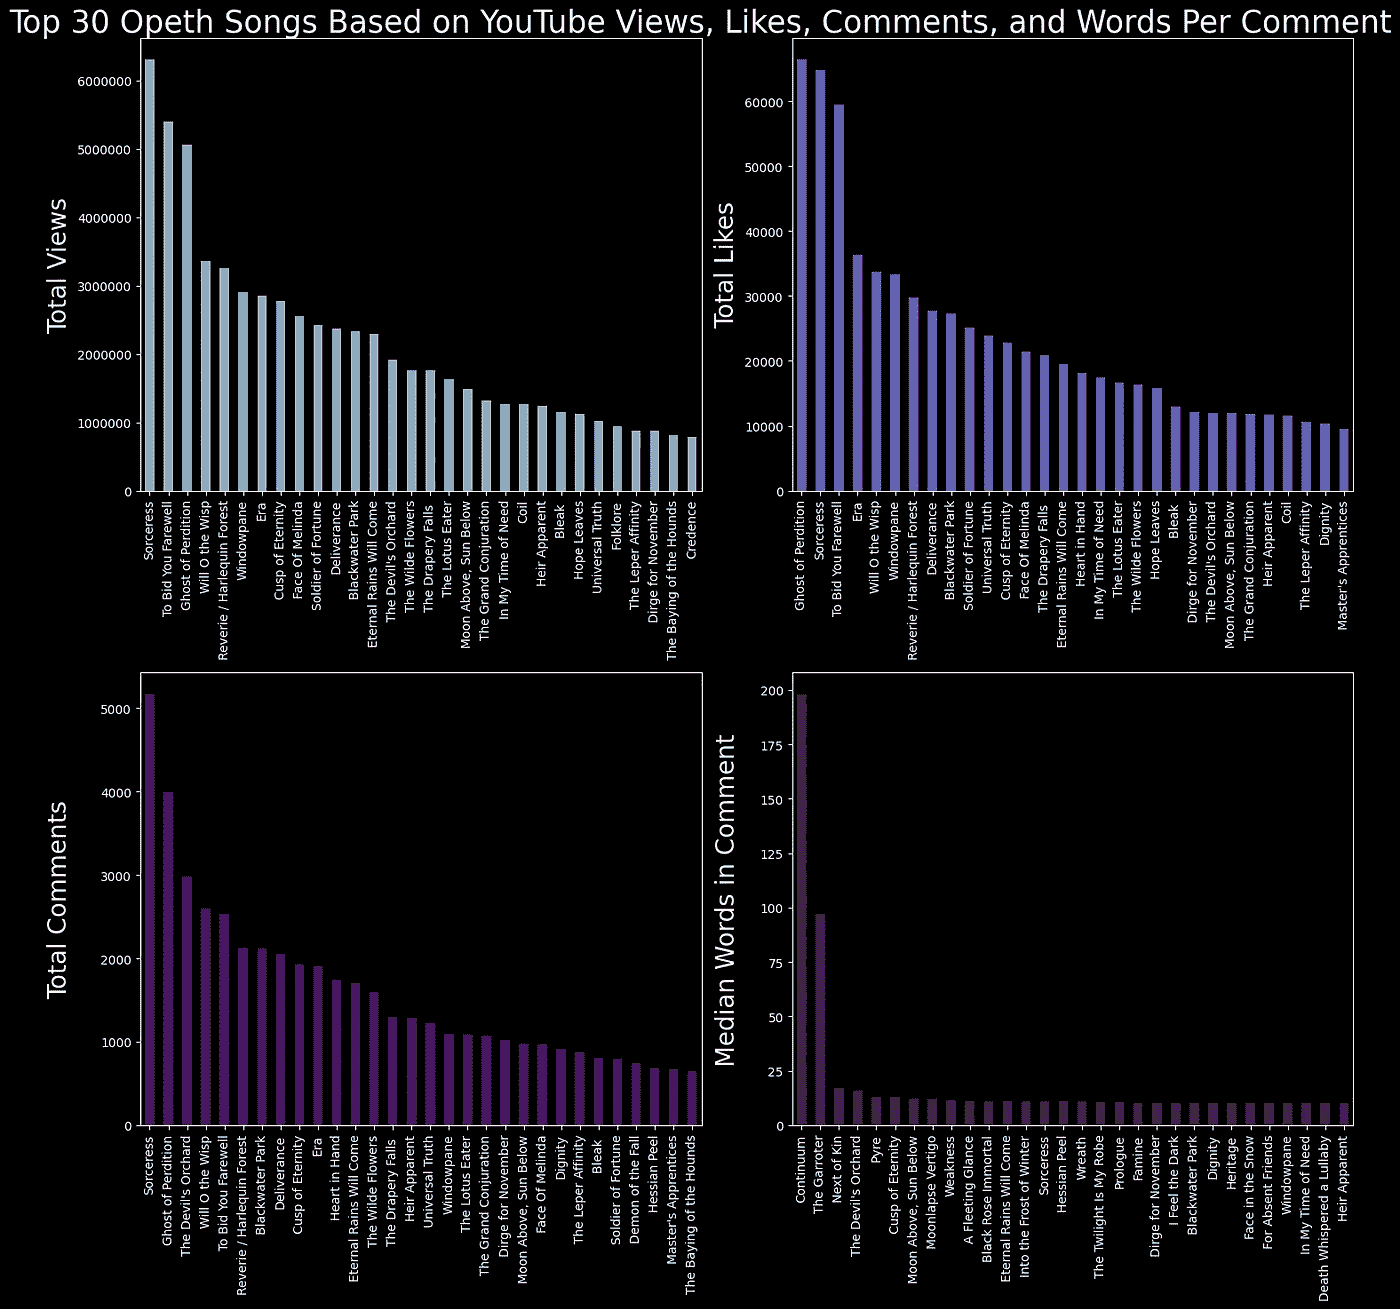 Top 30 Opeth Songs Based on YouTube Views, Likes, Comments, and Words Per Comment
Total Views
6000000
5000000
4000000
3000000
2000000
1000000
0
Sorceress
To Bid You Farewell
Ghost of Perdition
Will O the Wisp
Reverie / Harlequin Forest
Windowpane
Era
Cusp of Eternity
Face Of Melinda
Soldier of Fortune
Deliverance
Blackwater Park
Eternal Rains Will Come
The Devil's Orchard
The Wilde Flowers
The Drapery Falls
The Lotus Eater
Moon Above, Sun Below
The Grand Conjuration
In My Time of Need
Coil
Heir Apparent
Bleak
Hope Leaves
Universal Truth
Folklore
The Leper Affinity
Dirge for November
The Baying of the Hounds
Credence
Total Likes
60000
50000
40000
30000
20000
10000
0
Ghost of Perdition
Sorceress
To Bid You Farewell
Era
Will O the Wisp
Windowpane
Reverie / Harlequin Forest
Deliverance
Blackwater Park
Soldier of Fortune
Universal Truth
Cusp of Eternity
Face Of Melinda
The Drapery Falls
Eternal Rains Will Come
Heart in Hand
In My Time of Need
The Lotus Eater
The Wilde Flowers
Hope Leaves
Bleak
Dirge for November
The Devil's Orchard
Moon Above, Sun Below
The Grand Conjuration
Heir Apparent
Coil
The Leper Affinity
Dignity
Master's Apprentices
Total Comments
5000
4000
3000
2000
1000
0
Sorceress
Ghost of Perdition
The Devil's Orchard
Will O the Wisp
To Bid You Farewell
Reverie / Harlequin Forest
Blackwater Park
Deliverance
Cusp of Eternity
Era
Heart in Hand
Eternal Rains Will Come
The Wilde Flowers
The Drapery Falls
Heir Apparent
Universal Truth
Windowpane
The Lotus Eater
The Grand Conjuration
Dirge for November
Moon Above, Sun Below
Face Of Melinda
Dignity
The Leper Affinity
Bleak
Soldier of Fortune
Demon of the Fall
Hessian Peel
Master's Apprentices
The Baying of the Hounds
Median Words in Comment
200
175
150
125
100
75
50
25
0
Continuum
The Garroter
Next of Kin
The Devil's Orchard
Pyre
Cusp of Eternity
Moon Above, Sun Below
Moonlapse Vertigo
Weakness
A Fleeting Glance
Black Rose Immortal
Eternal Rains Will Come
Into the Frost of Winter
Sorceress
Hessian Peel
Wreath
The Twilight Is My Robe
Prologue
Famine
Dirge for November
I Feel the Dark
Blackwater Park
Dignity
Heritage
Face in the Snow
For Absent Friends
Windowpane
In My Time of Need
Death Whispered a Lullaby
Heir Apparent